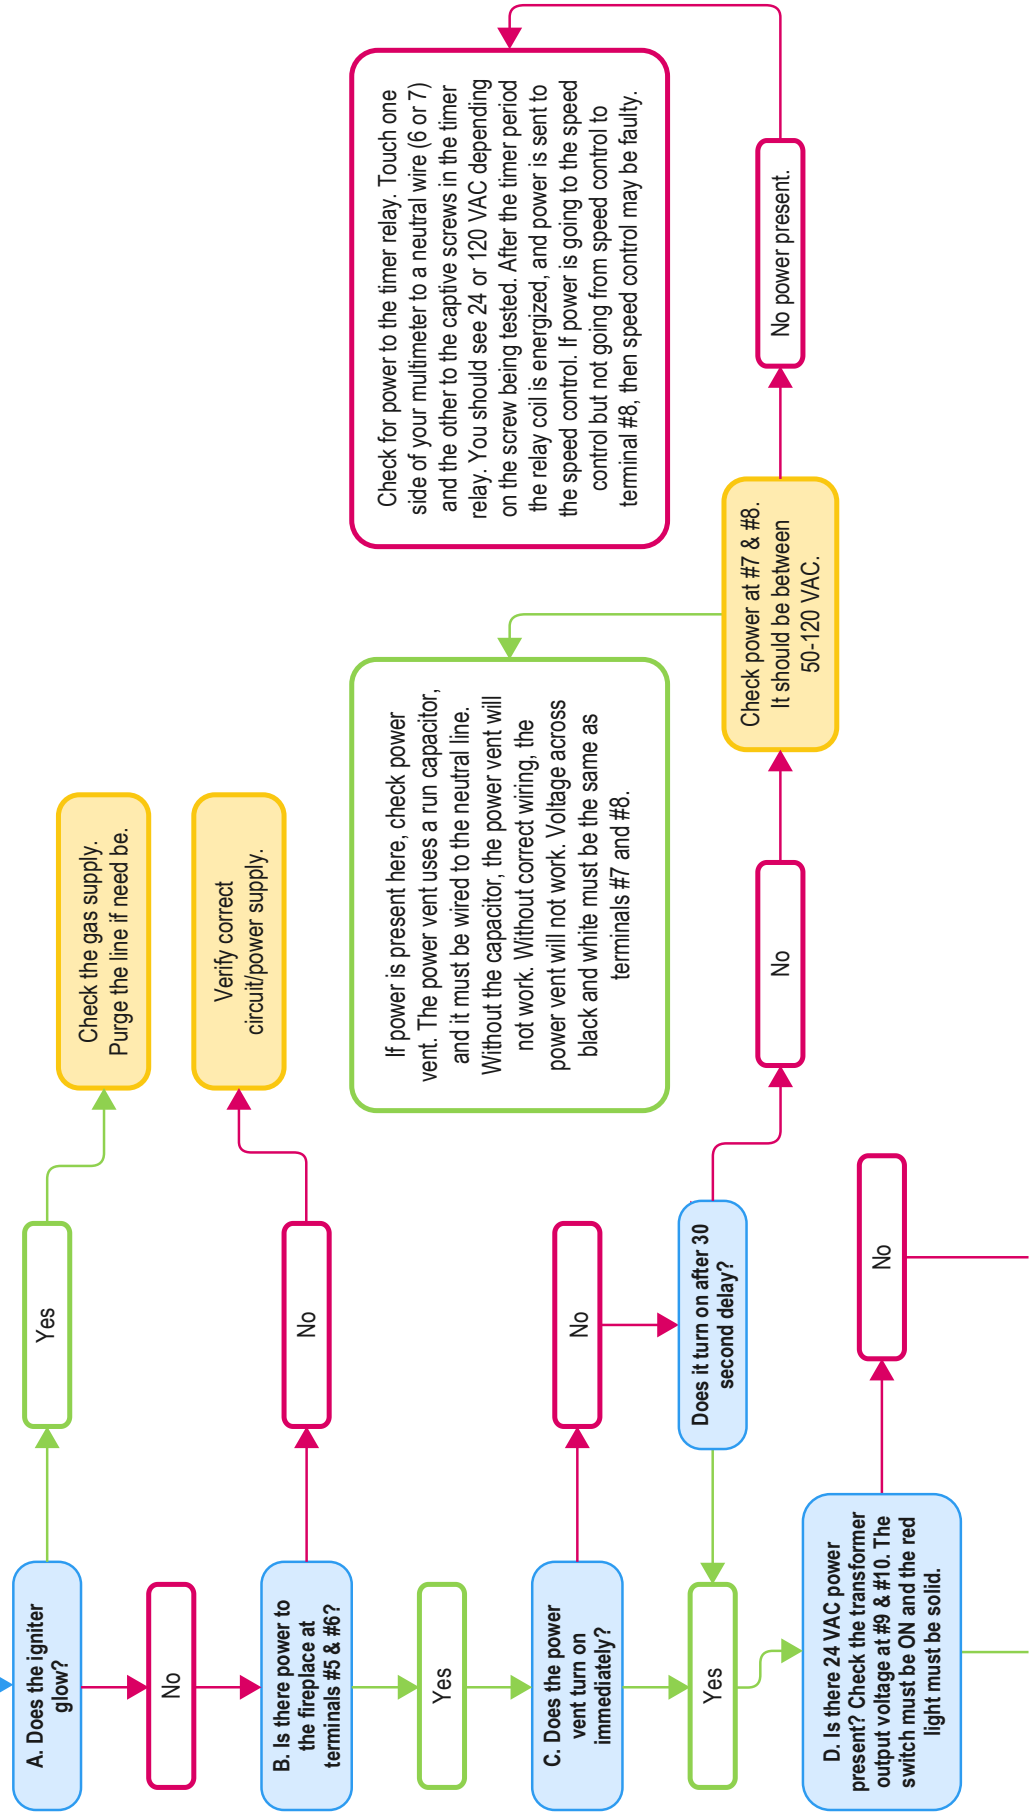 A. Does the igniter
glow?
Yes
Check the gas supply.
Purge the line if need be.
No
B. Is there power to
the fireplace at
terminals #5 & #6?
No
Verify correct
circuit/power supply.
Yes
C. Does the power
vent turn on
immediately?
No
Does it turn on after 30
second delay?
No
Check power at #7 & #8.
It should be between
50-120 VAC.
If power is present here, check power
vent. The power vent uses a run capacitor,
and it must be wired to the neutral line.
Without the capacitor, the power vent will
not work. Without correct wiring, the
power vent will not work. Voltage across
black and white must be the same as
terminals #7 and #8.
No power present.
Check for power to the timer relay. Touch one
side of your multimeter to a neutral wire (6 or 7)
and the other to the captive screws in the timer
relay. You should see 24 or 120 VAC depending
on the screw being tested. After the timer period
the relay coil is energized, and power is sent to
the speed control. If power is going to the speed
control but not going from speed control to
terminal #8, then speed control may be faulty.
Yes
D. Is there 24 VAC power
present? Check the transformer
output voltage at #9 & #10. The
switch must be ON and the red
light must be solid.
No